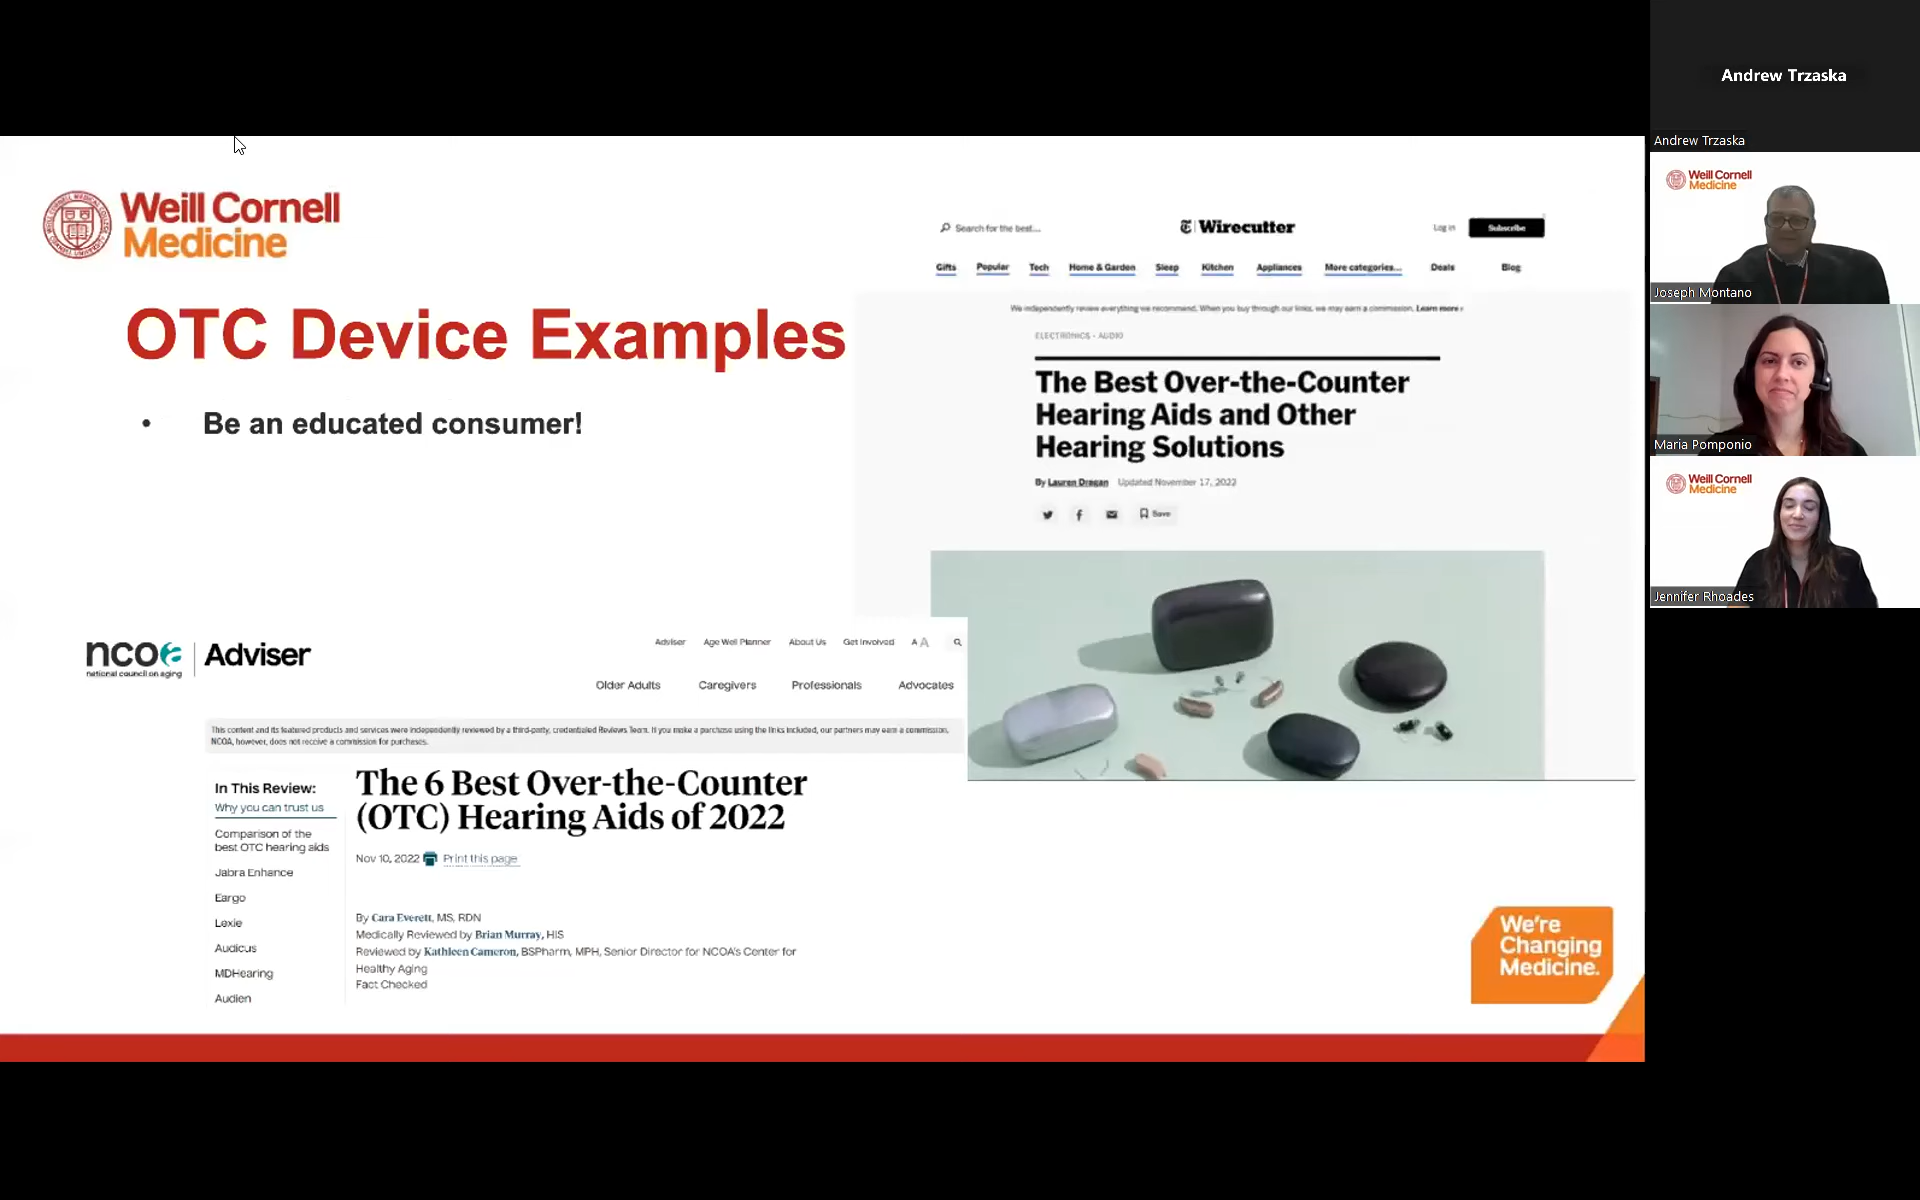 Weill Cornell
Medicine
OTC Device Examples
• Be an educated consumer!
Search for the best...
Wirecutter
Log in
Subscribe
Gifts Popular Tech Home & Garden Sleep Kitchen Appliances More categories... Deals Blog
We independently review everything we recommend. When you buy through our links, we may earn a commission. Learn more ›
ELECTRONICS - AUDIO
The Best Over-the-Counter
Hearing Aids and Other
Hearing Solutions
By Lauren Dragan Updated November 17, 2022
Save
ncoa
national council on aging
Adviser
Adviser Age Well Planner About Us Get Involved A A
Older Adults Caregivers Professionals Advocates
This content and its featured products and services were independently reviewed by a third-party, credentialed Reviews Team. If you make a purchase using the links included, our partners may earn a commission.
NCOA, however, does not receive a commission for purchases.
In This Review:
Why you can trust us
Comparison of the
best OTC hearing aids
Jabra Enhance
Eargo
Lexie
Audicus
MDHearing
Audien
The 6 Best Over-the-Counter
(OTC) Hearing Aids of 2022
Nov 10, 2022 Print this page
By Cara Everett, MS, RDN
Medically Reviewed by Brian Murray, HIS
Reviewed by Kathleen Cameron, BSPharm, MPH, Senior Director for NCOA's Center for
Healthy Aging
Fact Checked
We're
Changing
Medicine.
Andrew Trzaska
Andrew Trzaska
Weill Cornell
Medicine
Joseph Montano
Maria Pomponio
Weill Cornell
Medicine
Jennifer Rhoades